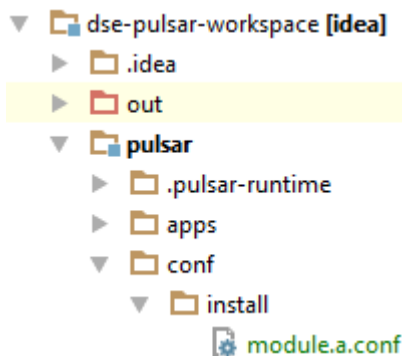 dse-pulsar-workspace [idea]
.idea
out
pulsar
.pulsar-runtime
apps
conf
install
module.a.conf